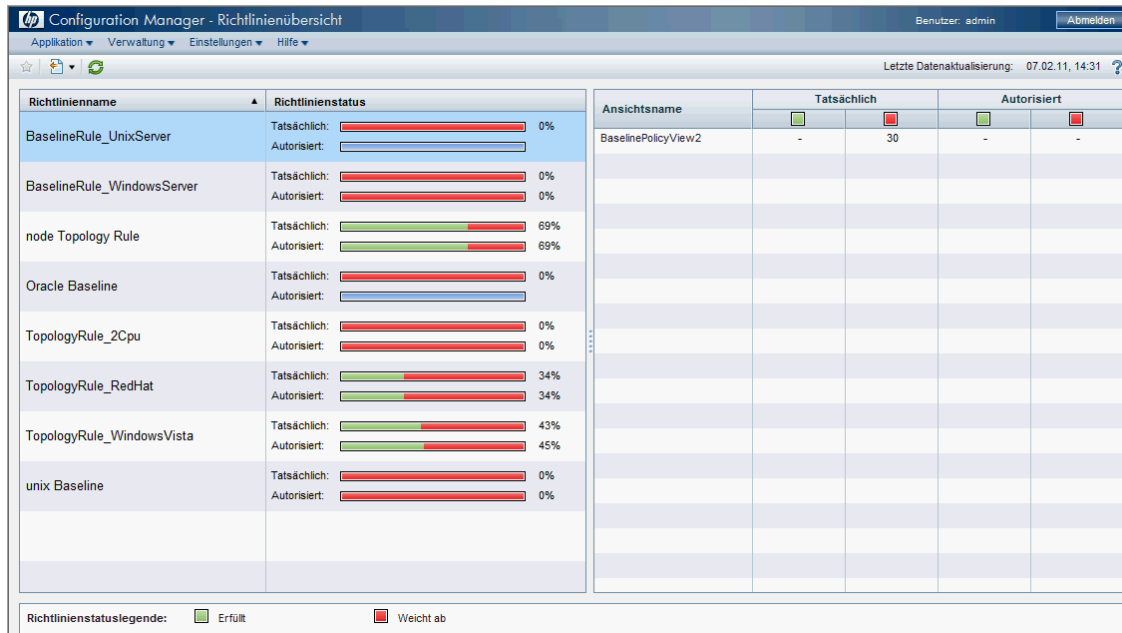 hp Configuration Manager - Richtlinienübersicht Benutzer: admin Abmelden
Applikation Verwaltung Einstellungen Hilfe
Letzte Datenaktualisierung: 07.02.11, 14:31 ?
Richtlinienname Richtlinienstatus
BaselineRule_UnixServer
Tatsächlich: 0%
Autorisiert:
BaselineRule_WindowsServer
Tatsächlich: 0%
Autorisiert: 0%
node Topology Rule
Tatsächlich: 69%
Autorisiert: 69%
Oracle Baseline
Tatsächlich: 0%
Autorisiert:
TopologyRule_2Cpu
Tatsächlich: 0%
Autorisiert: 0%
TopologyRule_RedHat
Tatsächlich: 34%
Autorisiert: 34%
TopologyRule_WindowsVista
Tatsächlich: 43%
Autorisiert: 45%
unix Baseline
Tatsächlich: 0%
Autorisiert: 0%
Ansichtsname Tatsächlich Autorisiert
BaselinePolicyView2 - 30 - -
Richtlinienstatuslegende: Erfüllt Weicht ab